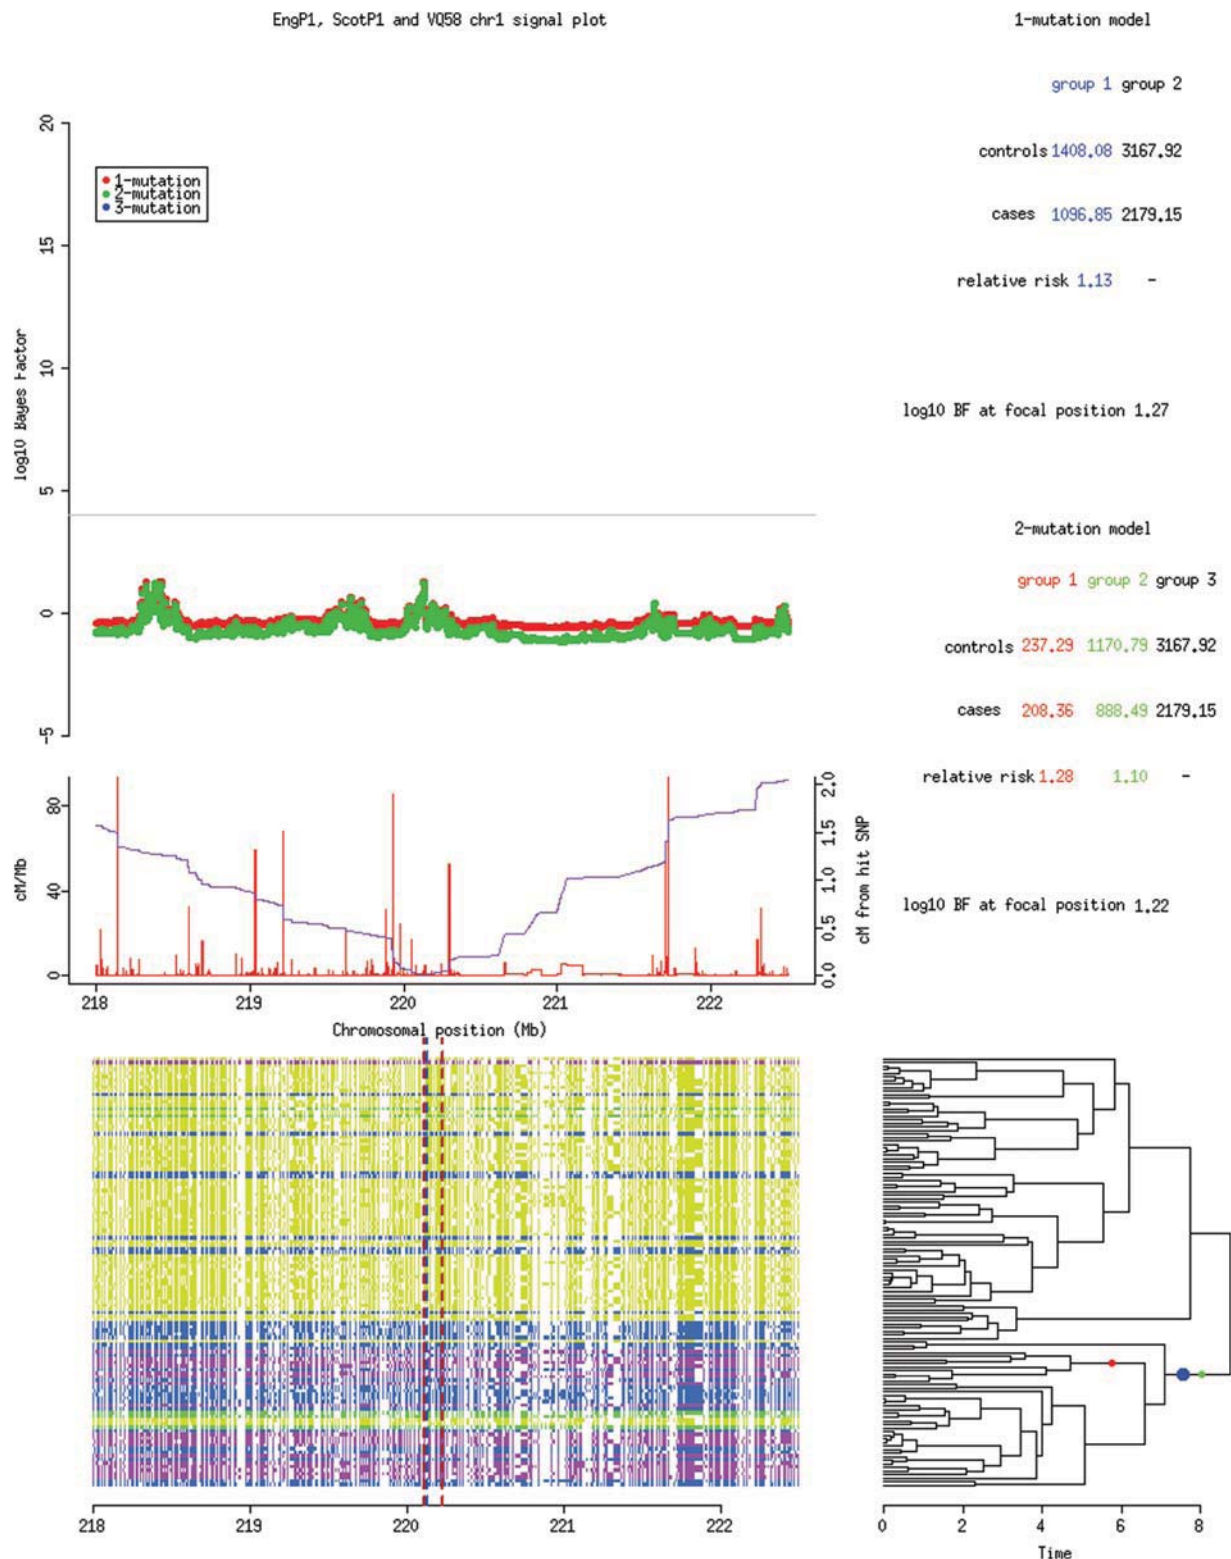 EngP1, ScotP1 and VQ58 chr1 signal plot
1-mutation model
group 1 group 2
controls 1408.08 3167.92
cases 1096.85 2179.15
relative risk 1.13 -
log10 BF at focal position 1.27
20
15
10
5
0
-5
log10 Bayes Factor
1-mutation
2-mutation
3-mutation
2-mutation model
group 1 group 2 group 3
controls 237.29 1170.79 3167.92
cases 208.36 888.49 2179.15
relative risk 1.28 1.10 -
log10 BF at focal position 1.22
80
40
0
cM/Mb
2.0
1.5
1.0
0.5
0.0
cM from hit SNP
218 219 220 221 222
Chromosomal position (Mb)
218 219 220 221 222
0 2 4 6 8
Time